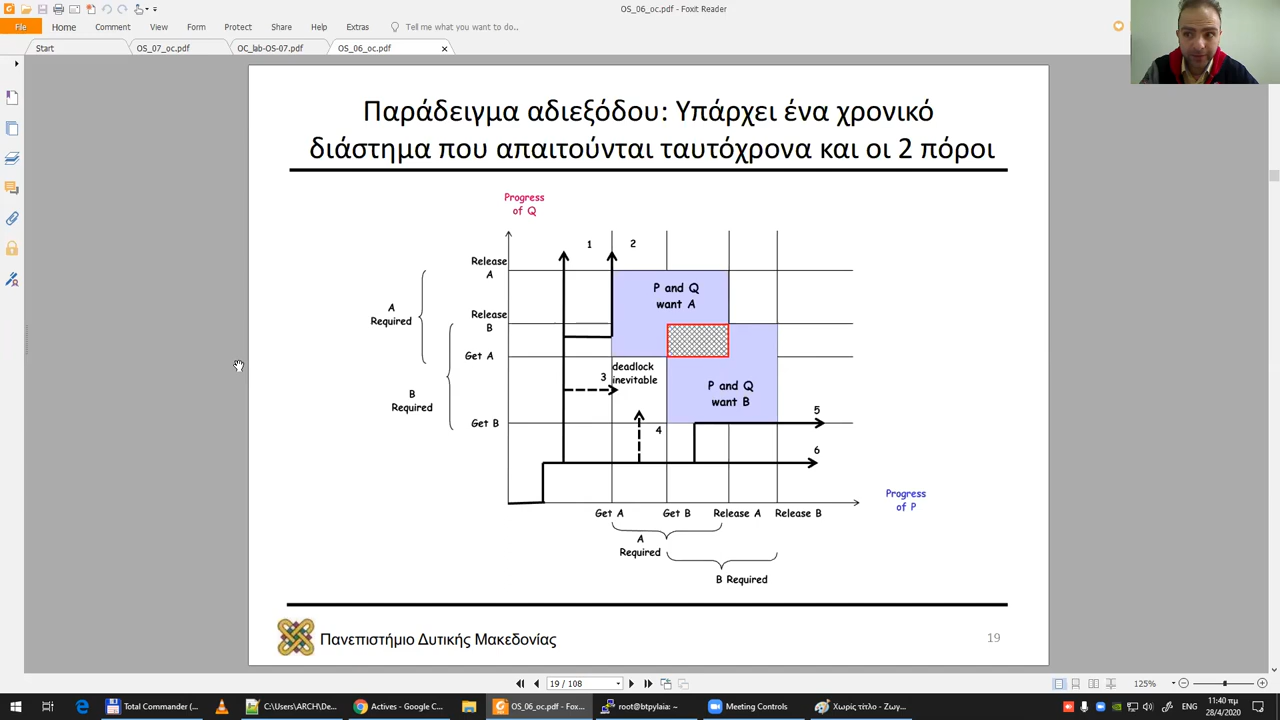 OS_06_oc.pdf - Foxit Reader
File Home Comment View Form Protect Share Help Extras Tell me what you want to do..
Start OS_07_oc.pdf OC_lab-OS-07.pdf OS_06_oc.pdf
Παράδειγμα αδιεξόδου: Υπάρχει ένα χρονικό
διάστημα που απαιτούνται ταυτόχρονα και οι 2 πόροι
Progress
of Q
1 2
Release
A
P and Q
want A
A
Required
Release
B
Get A
deadlock
inevitable
3
P and Q
want B
B
Required
Get B
4
5
6
Progress
of P
Get A Get B Release A Release B
A
Required
B Required
Πανεπιστήμιο Δυτικής Μακεδονίας
19
19 / 108
125%
Total Commander (... C:\Users\ARCH\De... Actives - Google C... OS_06_oc.pdf - Fox... root@btpylaia: ~ Meeting Controls Χωρίς τίτλο - Ζωγ...
ENG
11:40 πμ
28/4/2020